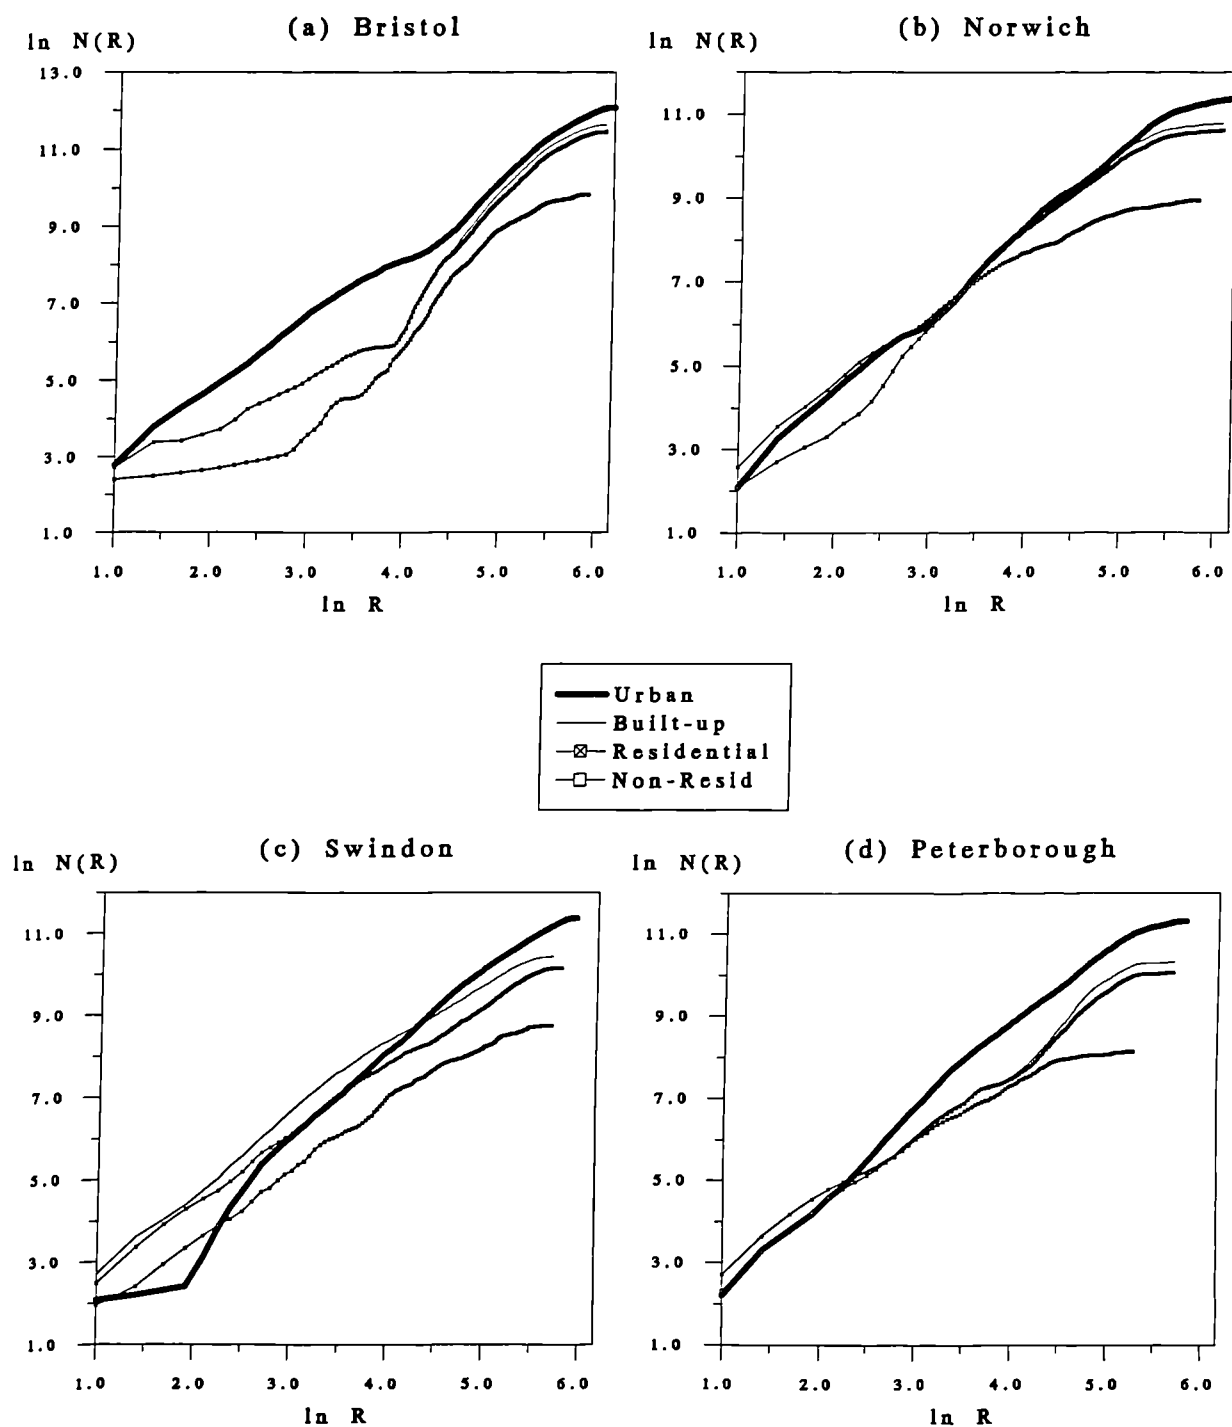 (a) Bristol
ln N(R)
13.0
11.0
9.0
7.0
5.0
3.0
1.0
1.0 2.0 3.0 4.0 5.0 6.0
ln R
(b) Norwich
ln N(R)
11.0
9.0
7.0
5.0
3.0
1.0
1.0 2.0 3.0 4.0 5.0 6.0
ln R
Urban
Built-up
Residential
Non-Resid
(c) Swindon
ln N(R)
11.0
9.0
7.0
5.0
3.0
1.0
1.0 2.0 3.0 4.0 5.0 6.0
ln R
(d) Peterborough
ln N(R)
11.0
9.0
7.0
5.0
3.0
1.0
1.0 2.0 3.0 4.0 5.0 6.0
ln R